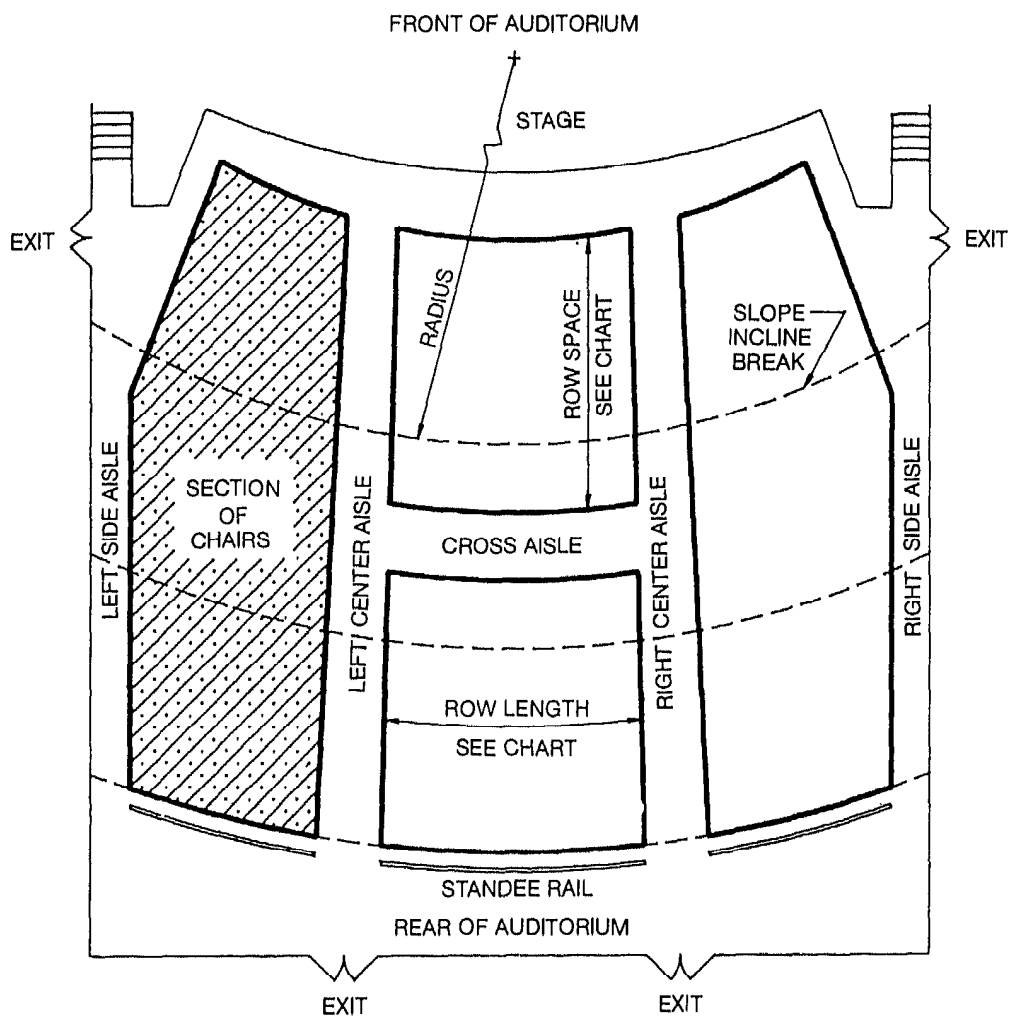 FRONT OF AUDITORIUM
STAGE
EXIT
EXIT
RADIUS
ROW SPACE
SEE CHART
SLOPE
INCLINE
BREAK
SECTION
OF
CHAIRS
LEFT SIDE AISLE
LEFT CENTER AISLE
CROSS AISLE
RIGHT CENTER AISLE
RIGHT SIDE AISLE
ROW LENGTH
SEE CHART
STANDEE RAIL
REAR OF AUDITORIUM
EXIT
EXIT